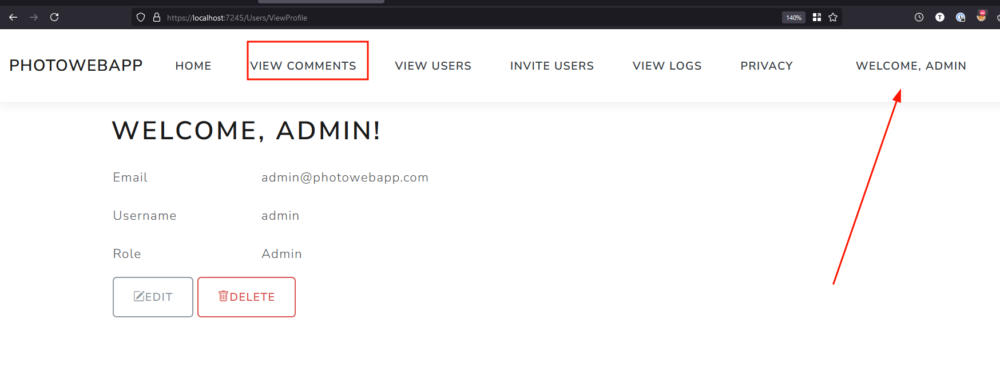 https://localhost:7245/Users/ViewProfile 140% T
PHOTOWEBAPP HOME VIEW COMMENTS VIEW USERS INVITE USERS VIEW LOGS PRIVACY WELCOME, ADMIN
WELCOME, ADMIN!
Email admin@photowebapp.com
Username admin
Role Admin
EDIT DELETE